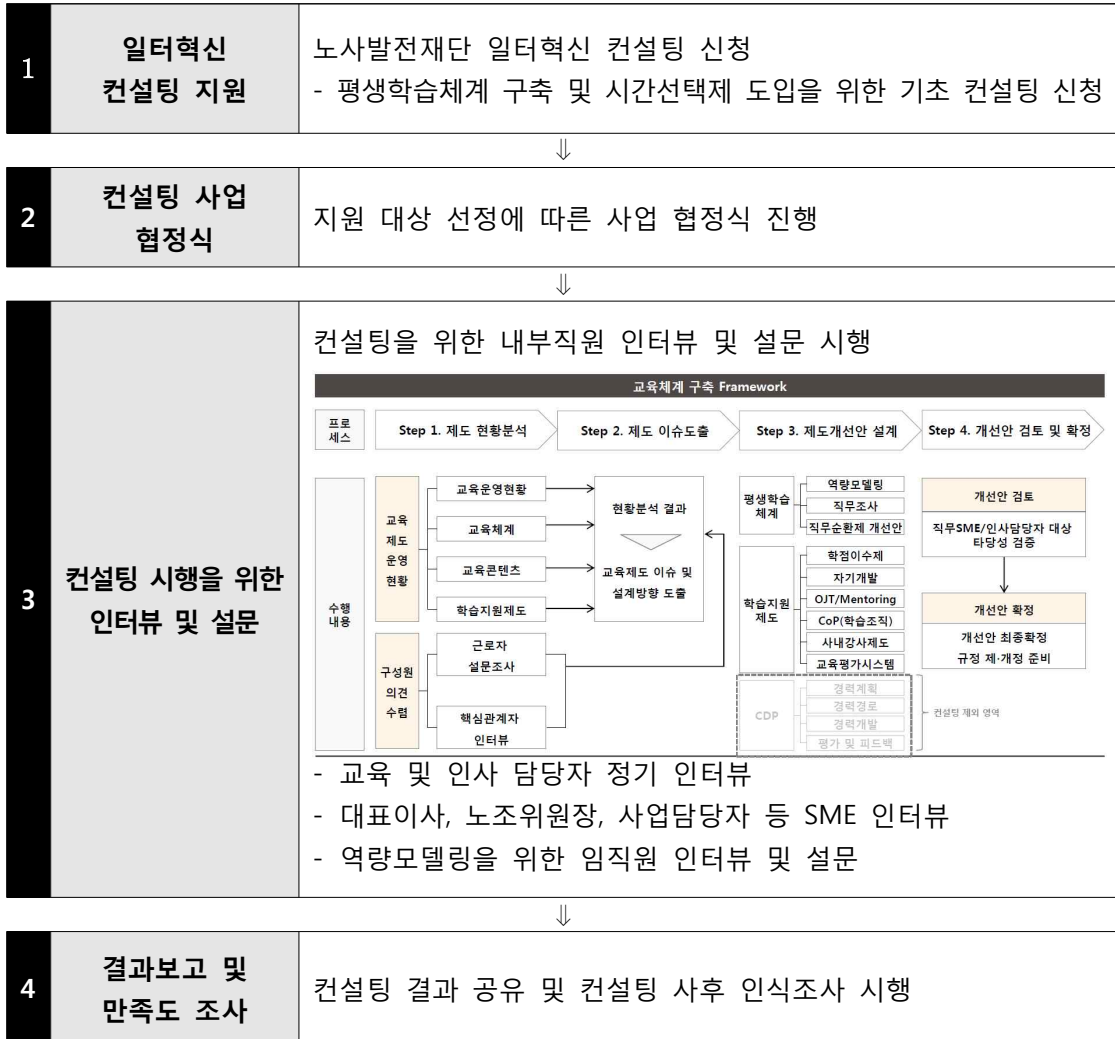 1
일터혁신
컨설팅 지원
노사발전재단 일터혁신 컨설팅 신청
- 평생학습체계 구축 및 시간선택제 도입을 위한 기초 컨설팅 신청
⇓
2
컨설팅 사업
협정식
지원 대상 선정에 따른 사업 협정식 진행
⇓
3
컨설팅 시행을 위한
인터뷰 및 설문
컨설팅을 위한 내부직원 인터뷰 및 설문 시행
교육체계 구축 Framework
프로
세스
Step 1. 제도 현황분석
Step 2. 제도 이슈도출
Step 3. 제도개선안 설계
Step 4. 개선안 검토 및 확정
수행
내용
교육
제도
운영
현황
교육운영현황
교육체계
교육콘텐츠
학습지원제도
구성원
의견
수렴
근로자
설문조사
핵심관계자
인터뷰
현황분석 결과
교육제도 이슈 및
설계방향 도출
평생학습
체계
역량모델링
직무조사
직무순환제 개선안
학습지원
제도
학점이수제
자기개발
OJT/Mentoring
CoP(학습조직)
사내강사제도
교육평가시스템
CDP
경력계획
경력경로
경력개발
평가 및 피드백
← 컨설팅 제외 영역
개선안 검토
직무SME/인사담당자 대상
타당성 검증
개선안 확정
개선안 최종확정
규정 제·개정 준비
- 교육 및 인사 담당자 정기 인터뷰
- 대표이사, 노조위원장, 사업담당자 등 SME 인터뷰
- 역량모델링을 위한 임직원 인터뷰 및 설문
⇓
4
결과보고 및
만족도 조사
컨설팅 결과 공유 및 컨설팅 사후 인식조사 시행